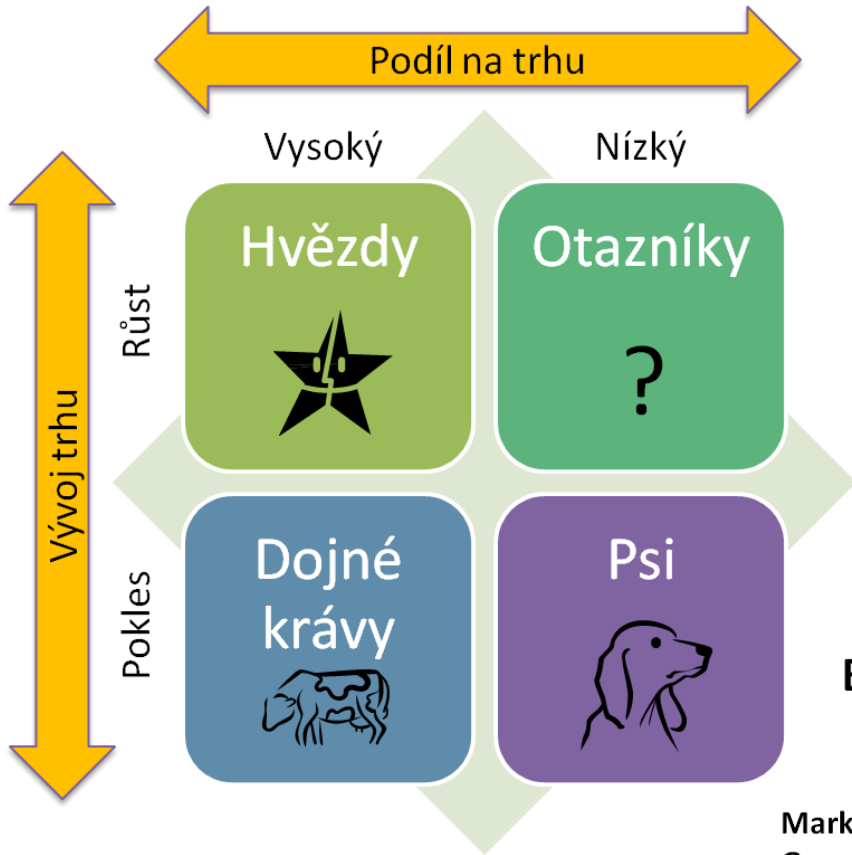 Podíl na trhu
Vysoký
Nízký
Hvězdy
Otazníky
?
Růst
Vývoj trhu
Pokles
Dojné
krávy
Psi